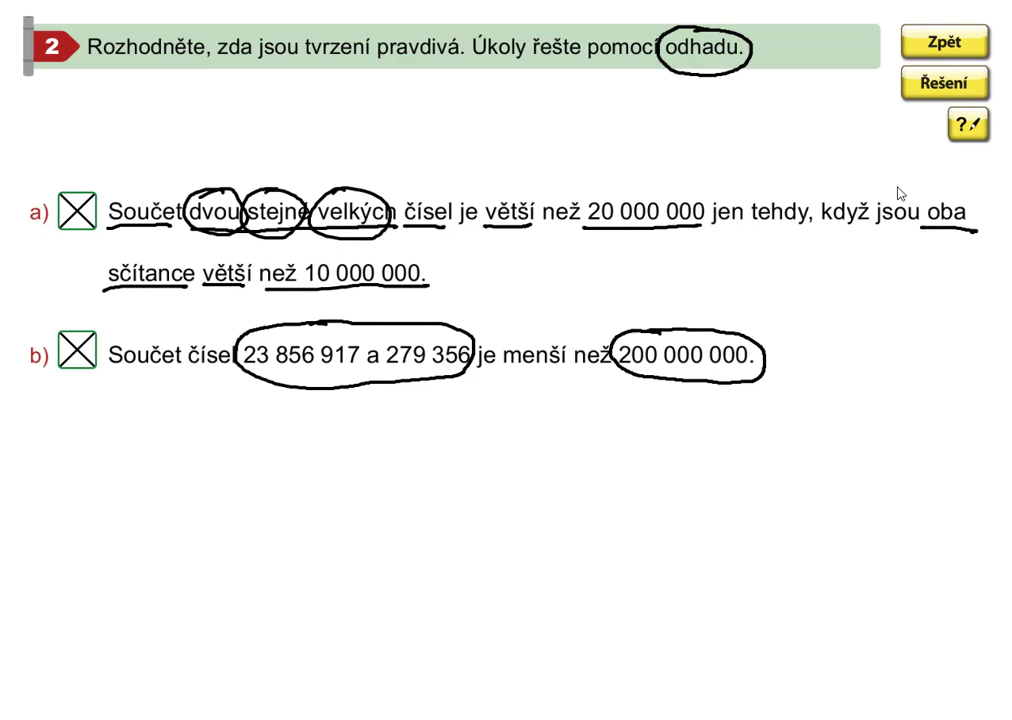 2 Rozhodněte, zda jsou tvrzení pravdivá. Úkoly řešte pomocí odhadu.
Zpět
Řešení
?
a) Součet dvou stejně velkých čísel je větší než 20 000 000 jen tehdy, když jsou oba
sčítance větší než 10 000 000.
b) Součet čísel 23 856 917 a 279 356 je menší než 200 000 000.